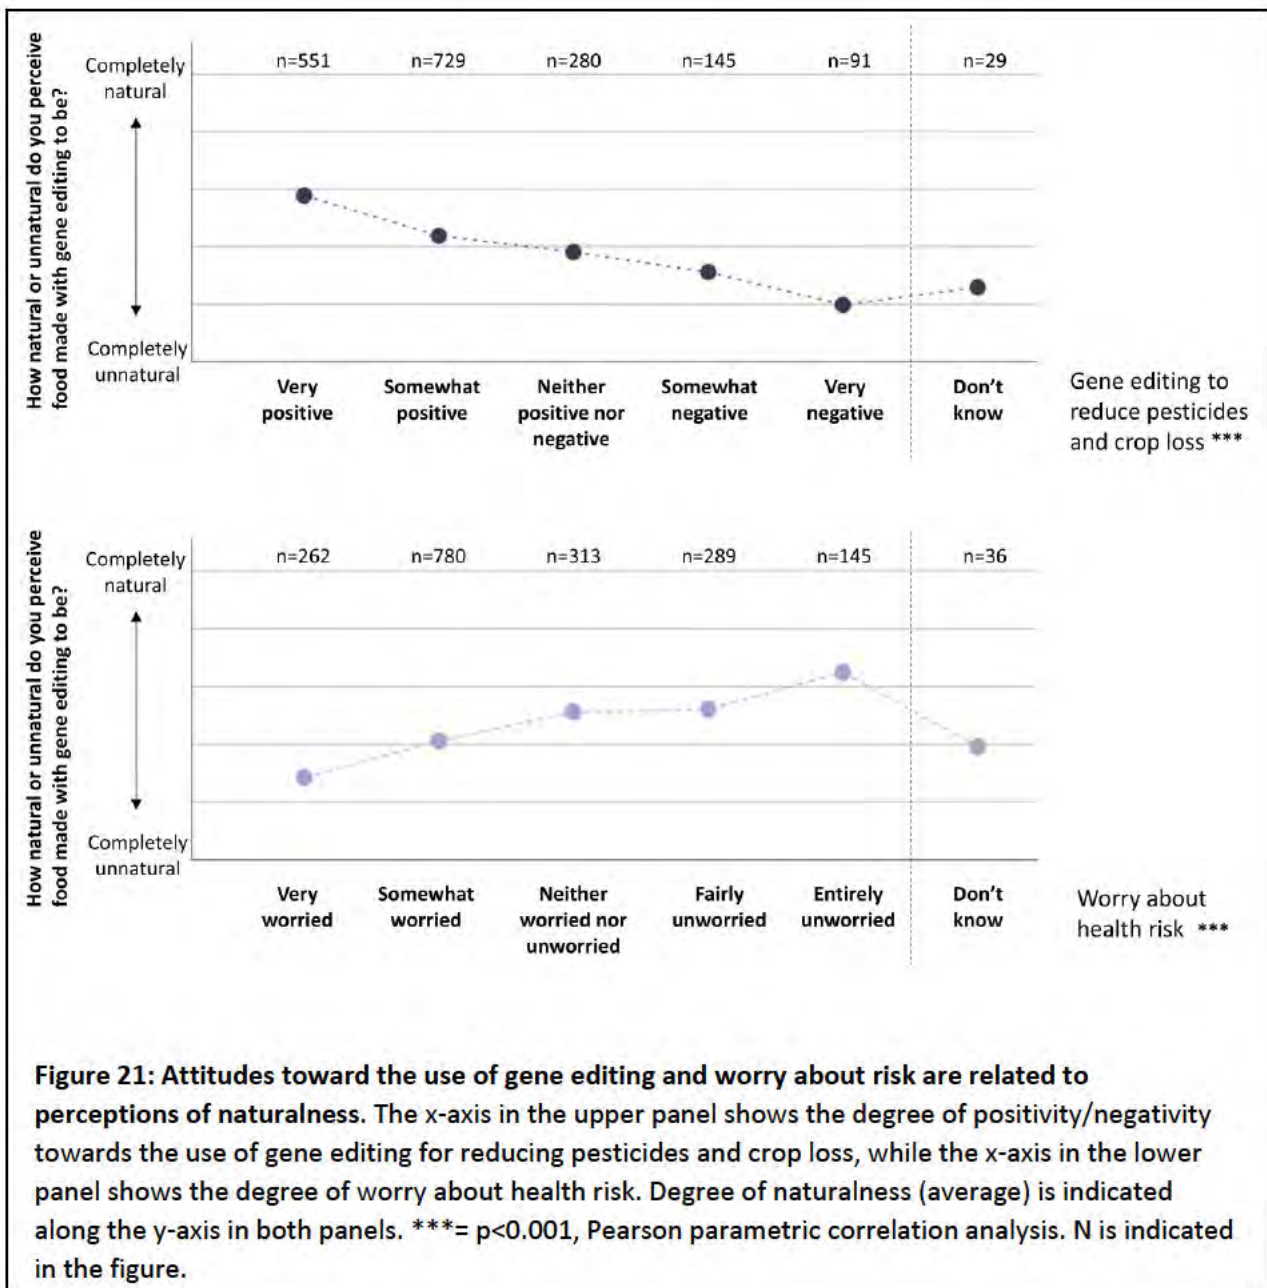 How natural or unnatural do you perceive
food made with gene editing to be?
Completely
natural
Completely
unnatural
n=551 n=729 n=280 n=145 n=91 n=29
Very
positive
Somewhat
positive
Neither
positive nor
negative
Somewhat
negative
Very
negative
Don't
know
Gene editing to
reduce pesticides
and crop loss ***
How natural or unnatural do you perceive
food made with gene editing to be?
Completely
natural
Completely
unnatural
n=262 n=780 n=313 n=289 n=145 n=36
Very
worried
Somewhat
worried
Neither
worried nor
unworried
Fairly
unworried
Entirely
unworried
Don't
know
Worry about
health risk ***
Figure 21: Attitudes toward the use of gene editing and worry about risk are related to
perceptions of naturalness. The x-axis in the upper panel shows the degree of positivity/negativity
towards the use of gene editing for reducing pesticides and crop loss, while the x-axis in the lower
panel shows the degree of worry about health risk. Degree of naturalness (average) is indicated
along the y-axis in both panels. ***= p<0.001, Pearson parametric correlation analysis. N is indicated
in the figure.